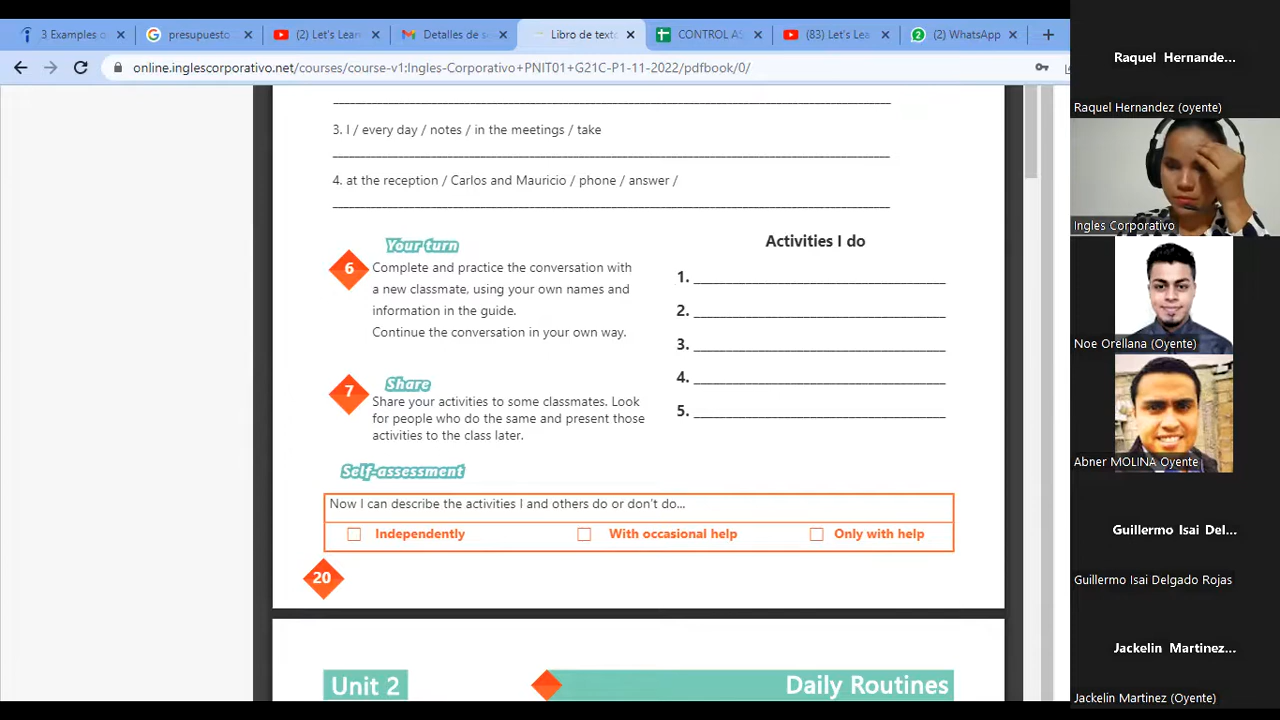 3 Examples o
presupuesto
(2) Let's Learn
Detalles de s
Libro de texto
CONTROL AS
(83) Let's Lea
(2) WhatsApp
online.inglescorporativo.net/courses/course-v1:Ingles-Corporativo+PNIT01+G21C-P1-11-2022/pdfbook/0/
3. I / every day / notes / in the meetings / take
4. at the reception / Carlos and Mauricio / phone / answer /
6
Your turn
Complete and practice the conversation with
a new classmate, using your own names and
information in the guide.
Continue the conversation in your own way.
7
Share
Share your activities to some classmates. Look
for people who do the same and present those
activities to the class later.
Activities I do
1.
2.
3.
4.
5.
Self-assessment
Now I can describe the activities I and others do or don't do...
Independently
With occasional help
Only with help
20
Unit 2
Daily Routines
Raquel Hernande...
Raquel Hernandez (oyente)
Ingles Corporativo
Noe Orellana (Oyente)
Abner MOLINA Oyente
Guillermo Isai Del...
Guillermo Isai Delgado Rojas
Jackelin Martinez...
Jackelin Martinez (Oyente)